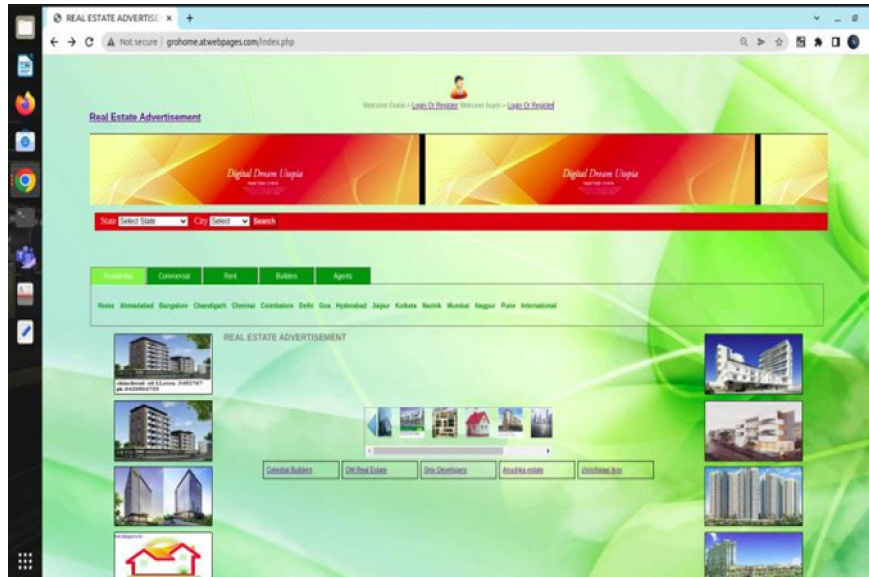 REAL ESTATE ADVERTISE
Not secure | grohome.atwebpages.com/index.php
Welcome Guest-> Login Or Register Welcome buyer-> Login Or Register
Real Estate Advertisement
Digital Dream Utopia
Digital Dream Utopia
State Select State City Select Search
Residential Commercial Rent Builders Agents
Home Ahmadabad Bangalore Chandigarh Chennai Coimbatore Delhi Goa Hyderabad Jaipur Kolkata Nashik Mumbai Nagpur Pune International
REAL ESTATE ADVERTISEMENT
Celestial Builders OM Real Estate Shiv Developers Anushka estate